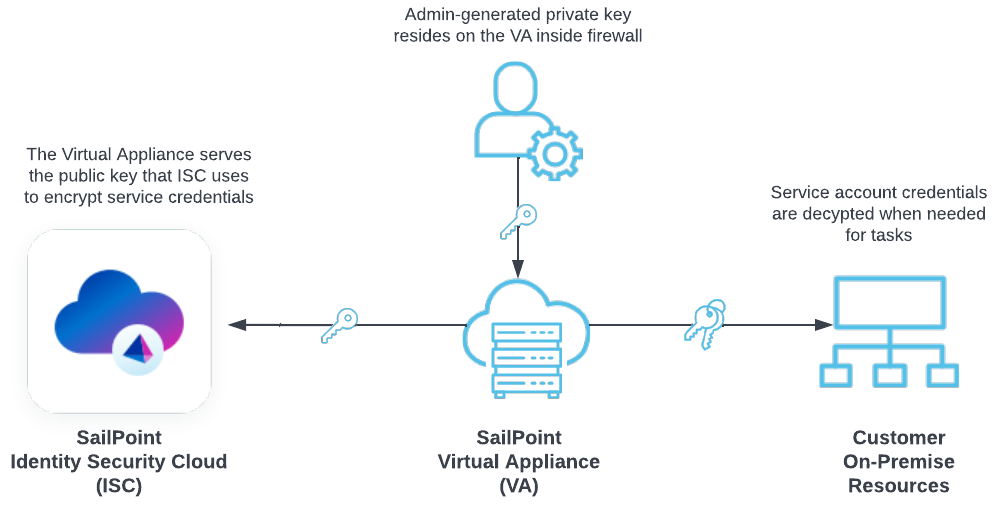 Admin-generated private key
resides on the VA inside firewall
The Virtual Appliance serves
the public key that ISC uses
to encrypt service credentials
Service account credentials
are decypted when needed
for tasks
SailPoint
Identity Security Cloud
(ISC)
SailPoint
Virtual Appliance
(VA)
Customer
On-Premise
Resources